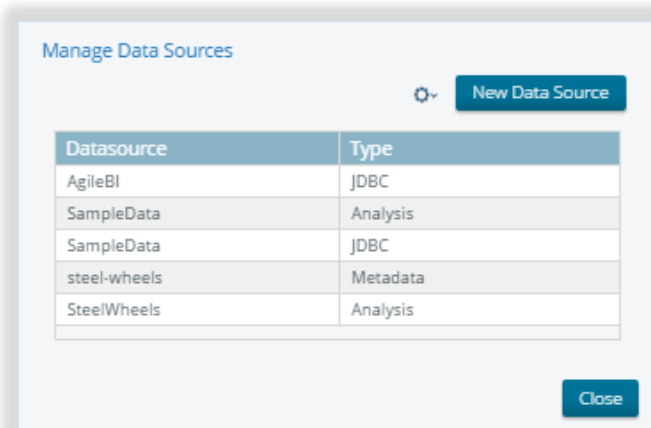 Manage Data Sources
New Data Source
Datasource Type
AgileBI JDBC
SampleData Analysis
SampleData JDBC
steel-wheels Metadata
SteelWheels Analysis
Close